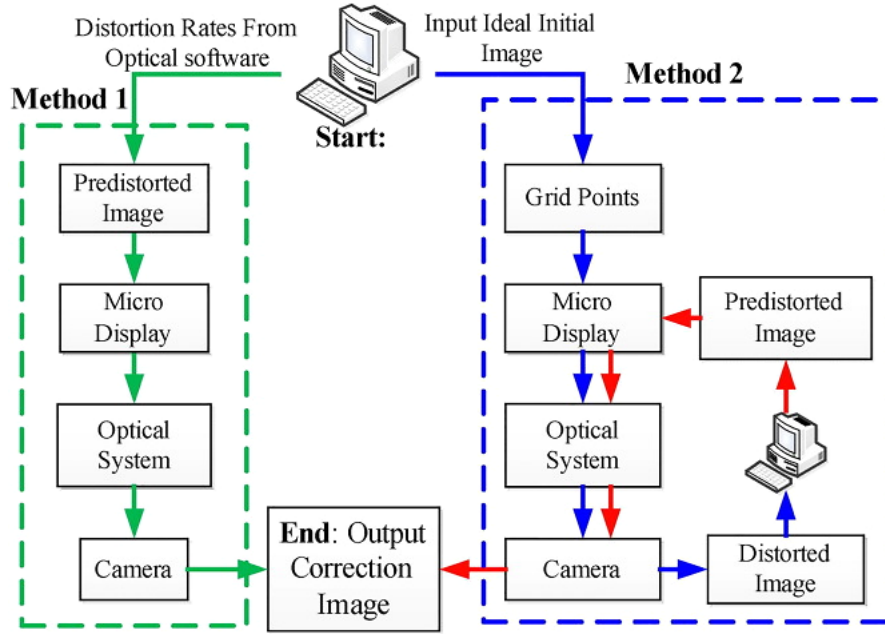 Distortion Rates From
Optical software
Input Ideal Initial
Image
Method 1
Method 2
Start:
Predistorted
Image
Micro
Display
Optical
System
Camera
End: Output
Correction
Image
Grid Points
Micro
Display
Optical
System
Camera
Predistorted
Image
Distorted
Image